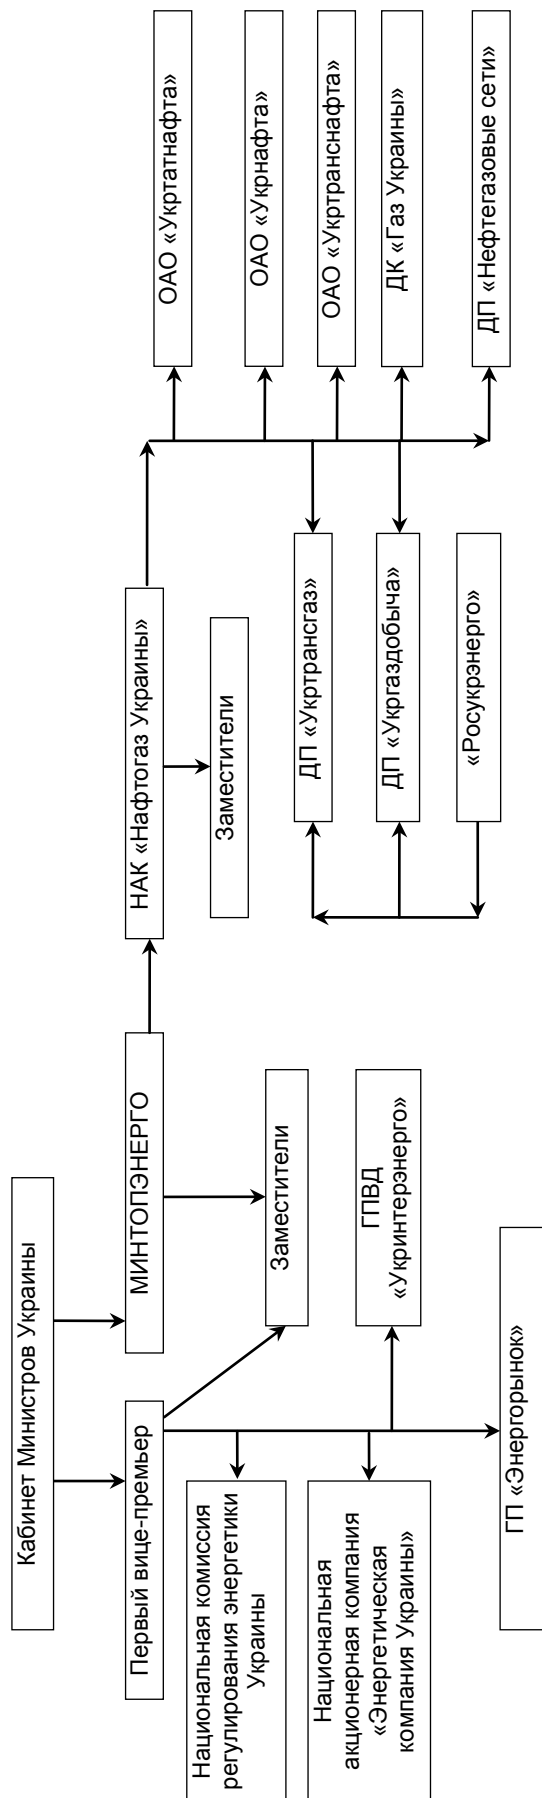 Кабинет Министров Украины
Первый вице-премьер
МИНТОПЭНЕРГО
НАК «Нафтогаз Украины»
Заместители
Национальная комиссия
регулирования энергетики
Украины
Заместители
Национальная
акционерная компания
«Энергетическая
компания Украины»
ГПВД
«Укринтерэнерго»
ГП «Энергорынок»
ДП «Укртрансгаз»
ДП «Укргаздобыча»
«Росукрэнерго»
ОАО «Укртатнафта»
ОАО «Укрнафта»
ОАО «Укртранснафта»
ДК «Газ Украины»
ДП «Нефтегазовые сети»